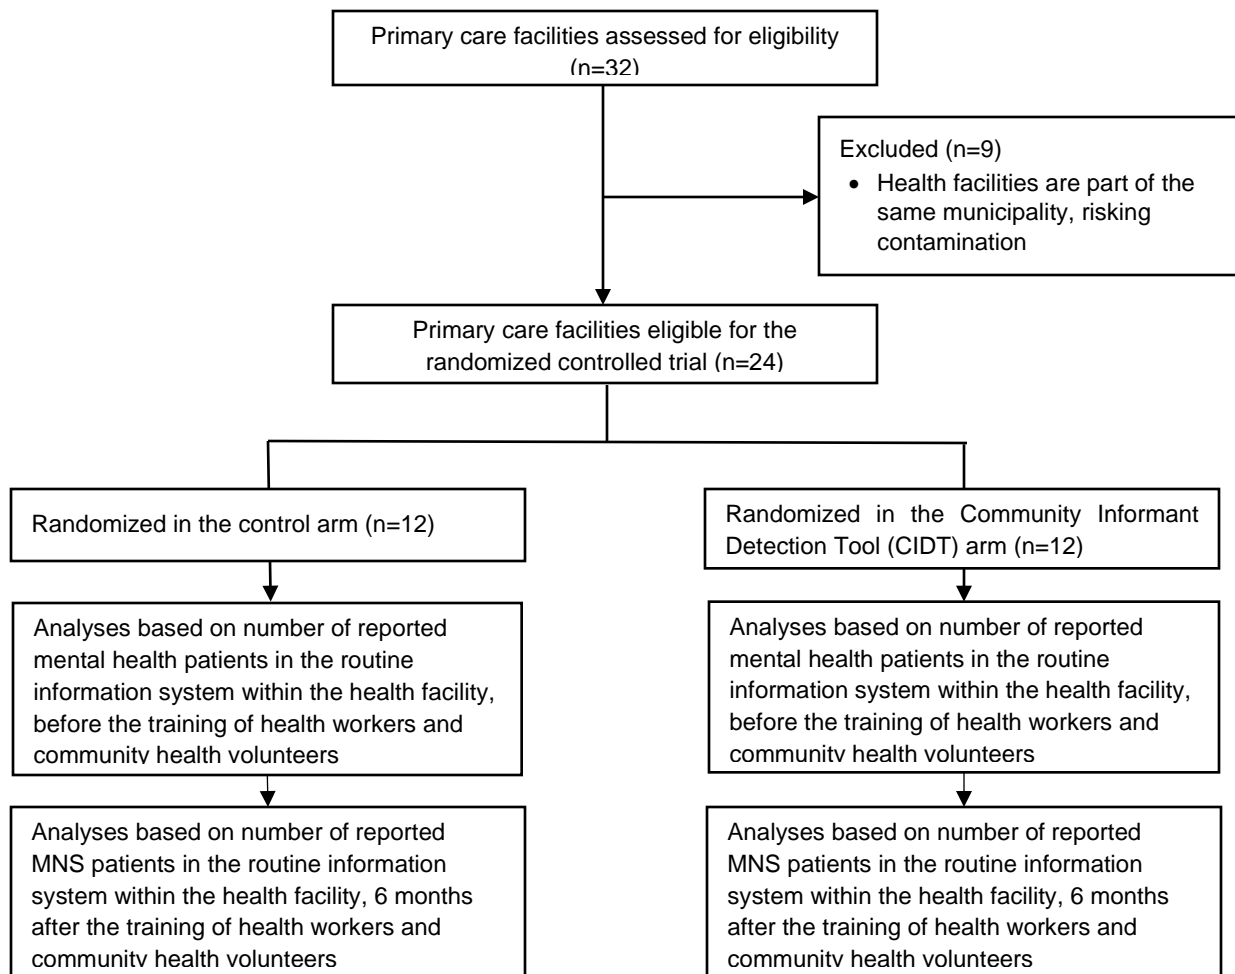 Primary care facilities assessed for eligibility
(n=32)
Excluded (n=9)
• Health facilities are part of the
same municipality, risking
contamination
Primary care facilities eligible for the
randomized controlled trial (n=24)
Randomized in the control arm (n=12)
Randomized in the Community Informant
Detection Tool (CIDT) arm (n=12)
Analyses based on number of reported
mental health patients in the routine
information system within the health facility,
before the training of health workers and
community health volunteers
Analyses based on number of reported
mental health patients in the routine
information system within the health facility,
before the training of health workers and
community health volunteers
Analyses based on number of reported
MNS patients in the routine information
system within the health facility, 6 months
after the training of health workers and
community health volunteers
Analyses based on number of reported
MNS patients in the routine information
system within the health facility, 6 months
after the training of health workers and
community health volunteers